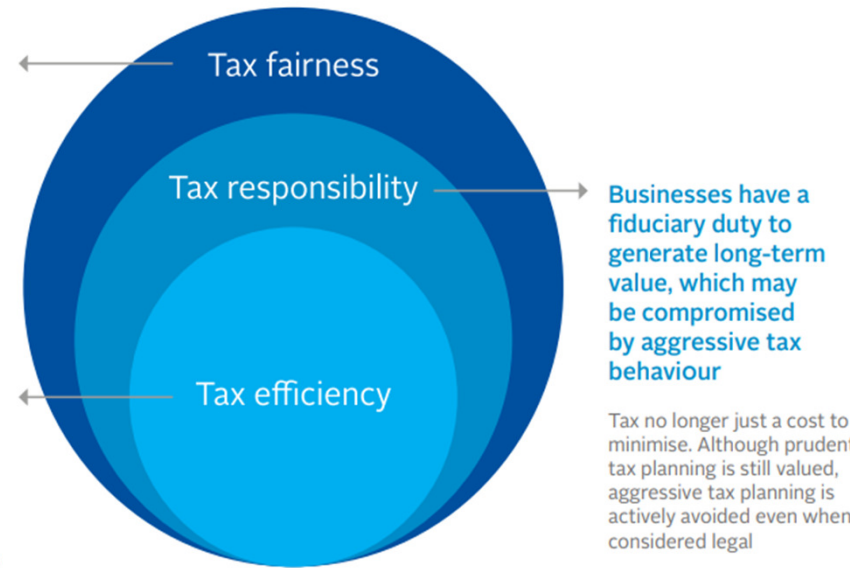 Tax fairness
Tax responsibility
Tax efficiency
Businesses have a
fiduciary duty to
generate long-term
value, which may
be compromised
by aggressive tax
behaviour
Tax no longer just a cost to
minimise. Although prudent
tax planning is still valued,
aggressive tax planning is
actively avoided even when
considered legal